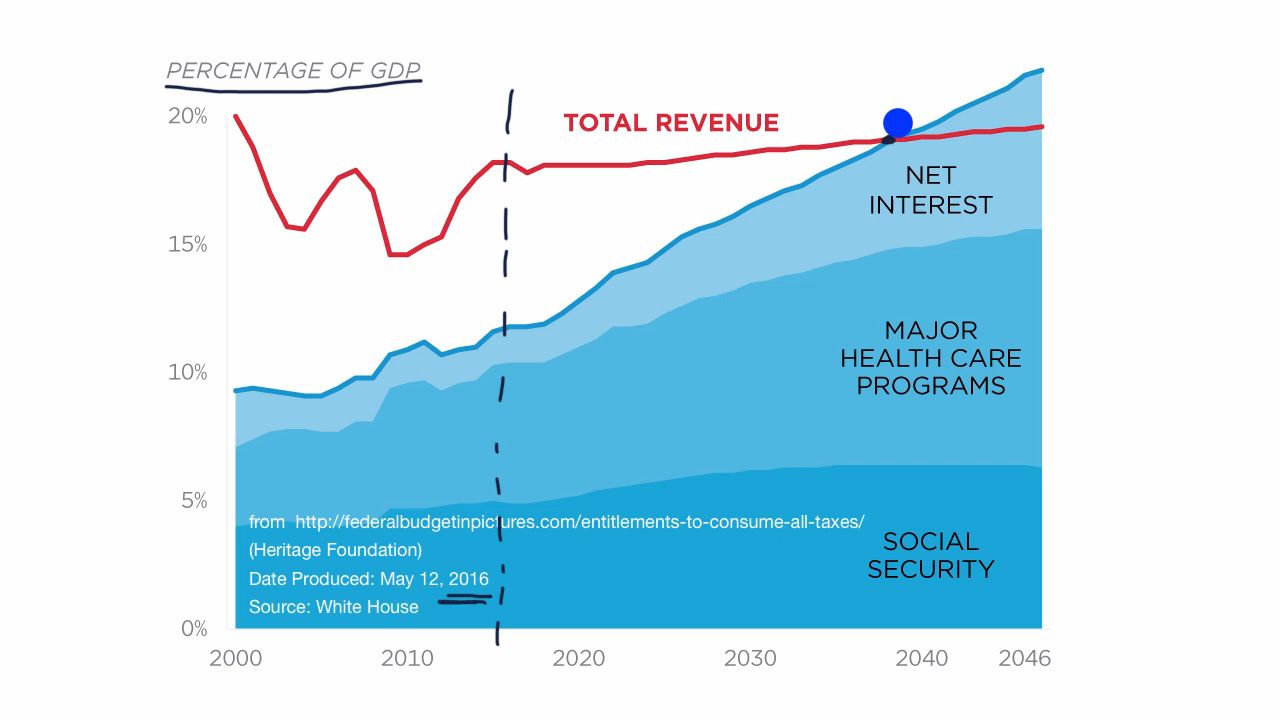 PERCENTAGE OF GDP
20%
TOTAL REVENUE
NET
INTEREST
15%
MAJOR
HEALTH CARE
PROGRAMS
10%
5%
from http://federalbudgetinpictures.com/entitlements-to-consume-all-taxes/
(Heritage Foundation)
SOCIAL
SECURITY
Date Produced: May 12, 2016
Source: White House
0%
2000 2010 2020 2030 2040 2046